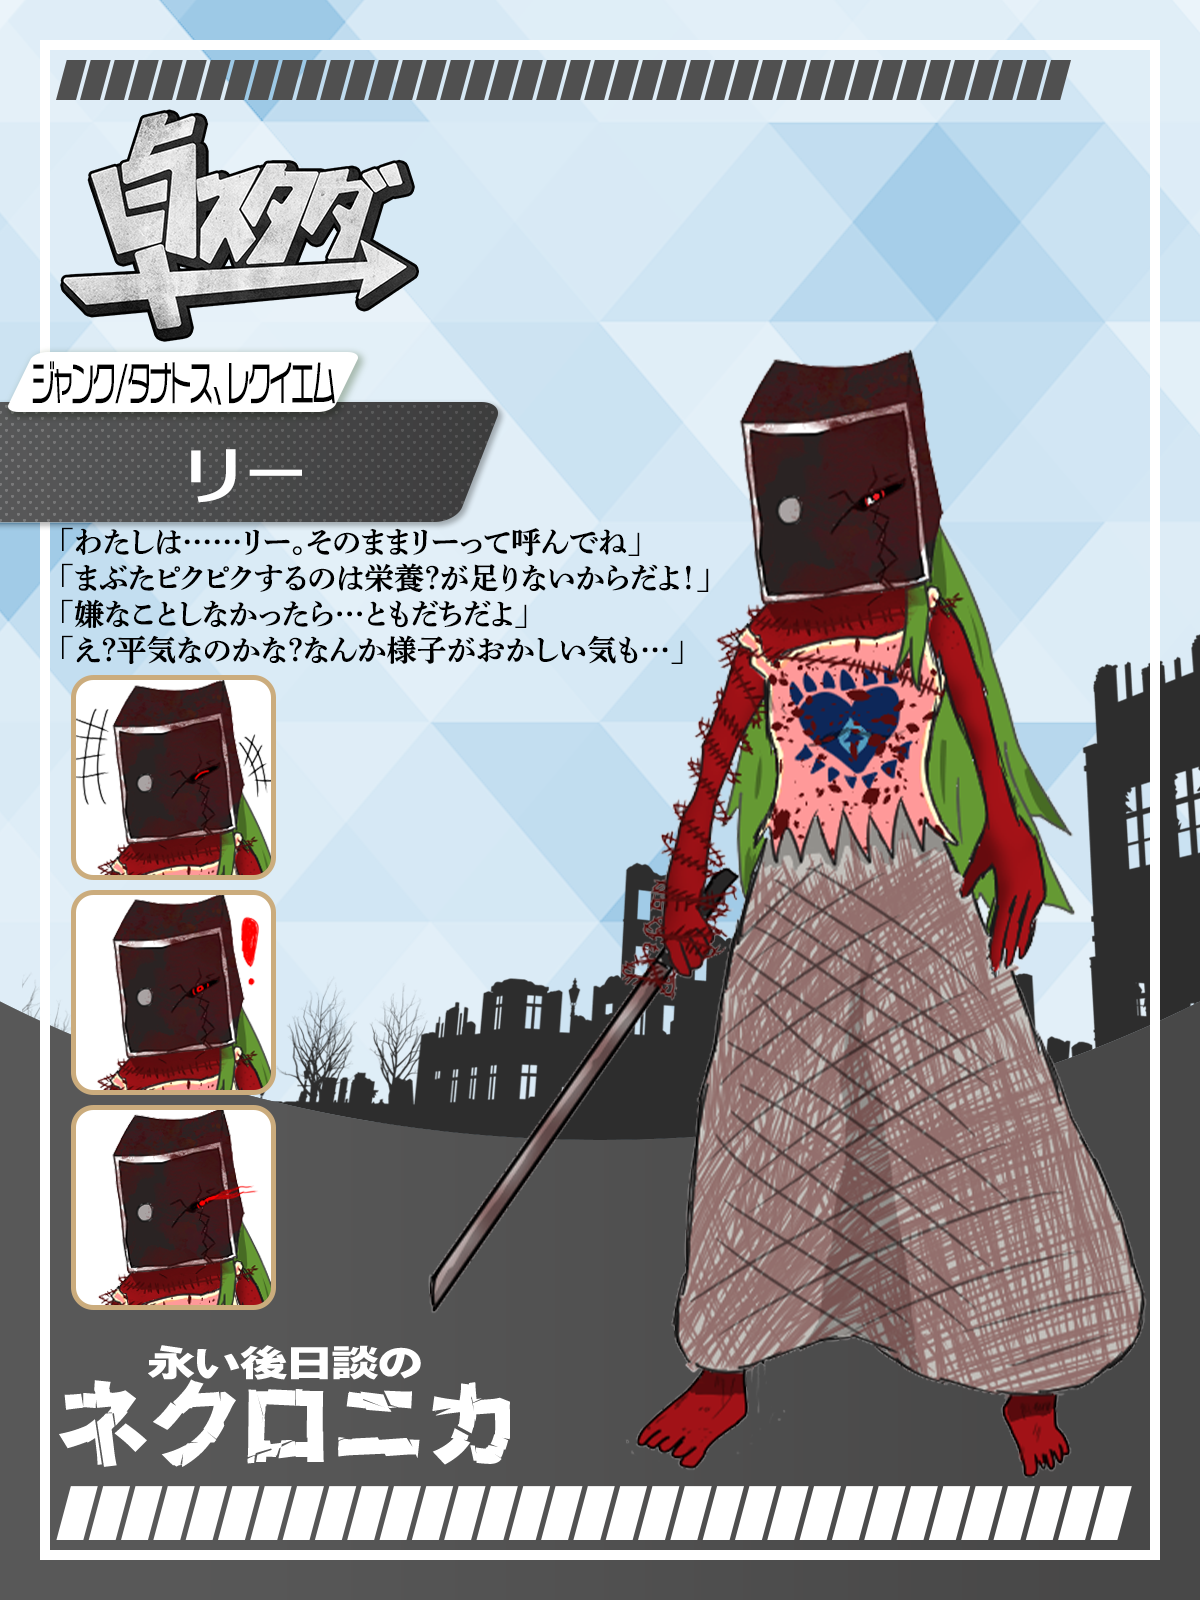 卓ラスタダ
ジャンク/タナトス、レクイエム
リー
「わたしは……リー。そのままリーって呼んでね」
「まぶたピクピクするのは栄養?が足りないからだよ!」
「嫌なことしなかったら…ともだちだよ」
「え?平気なのかな?なんか様子がおかしい気も…」
!
永い後日談の
ネクロニカ